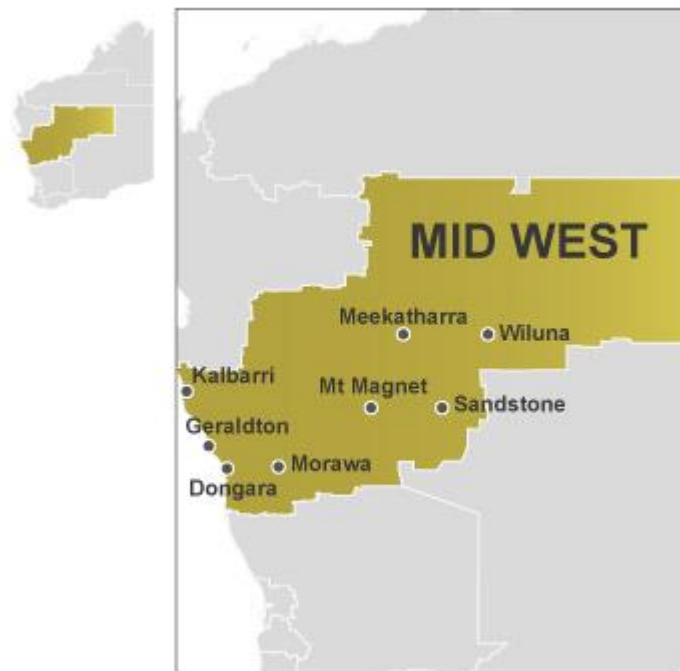 MID WEST
Meekatharra
Wiluna
Kalbarri
Mt Magnet
Sandstone
Geraldton
Morawa
Dongara